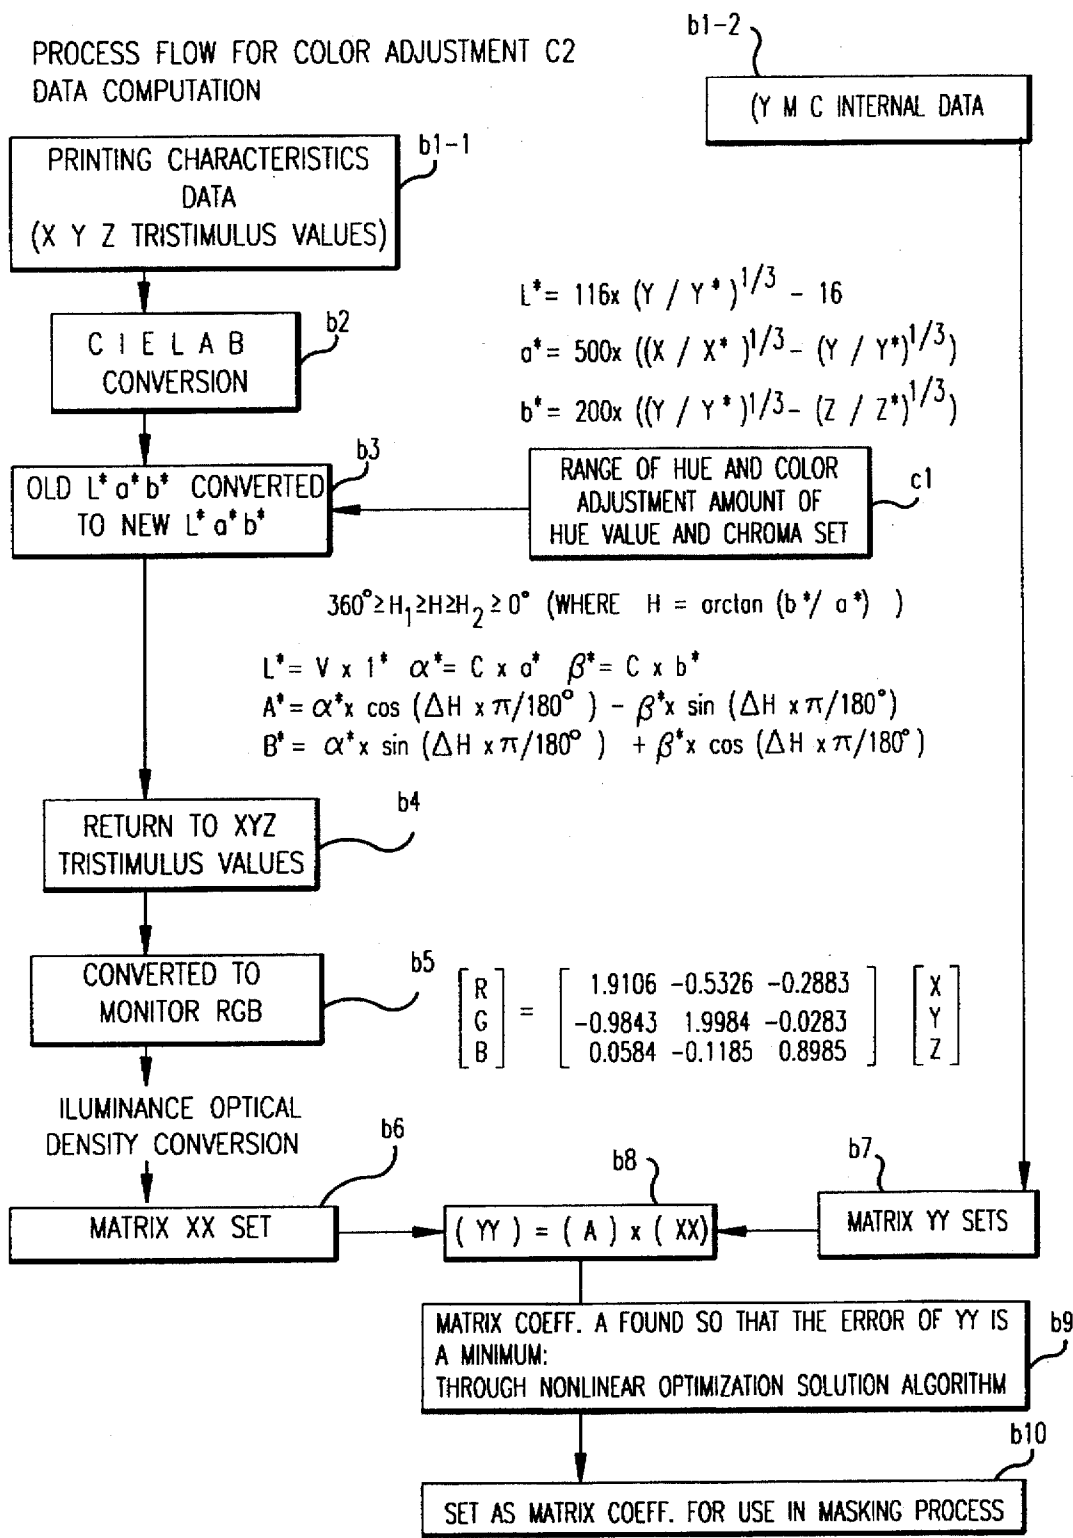 PROCESS FLOW FOR COLOR ADJUSTMENT C2
DATA COMPUTATION
b1-2
(Y M C INTERNAL DATA
b1-1
PRINTING CHARACTERISTICS
DATA
(X Y Z TRISTIMULUS VALUES)
L* = 116x (Y / Y*)^1/3 - 16
a* = 500x ((X / X*)^1/3 - (Y / Y*)^1/3)
b* = 200x ((Y / Y*)^1/3 - (Z / Z*)^1/3)
b2
C I E L A B
CONVERSION
b3
OLD L* a* b* CONVERTED
TO NEW L* a* b*
c1
RANGE OF HUE AND COLOR
ADJUSTMENT AMOUNT OF
HUE VALUE AND CHROMA SET
360° ≥ H1 ≥ H ≥ H2 ≥ 0° (WHERE H = arctan (b*/ a*) )
L* = V x 1* α* = C x a* β* = C x b*
A* = α* x cos (ΔH x π/180° ) - β* x sin (ΔH x π/180°)
B* = α* x sin (ΔH x π/180° ) + β* x cos (ΔH x π/180°)
b4
RETURN TO XYZ
TRISTIMULUS VALUES
b5
CONVERTED TO
MONITOR RGB
[R] = [1.9106 -0.5326 -0.2883] [X]
[G] [-0.9843 1.9984 -0.0283] [Y]
[B] [0.0584 -0.1185 0.8985] [Z]
ILUMINANCE OPTICAL
DENSITY CONVERSION
b6
MATRIX XX SET
b8
( YY ) = ( A ) x ( XX)
b7
MATRIX YY SETS
b9
MATRIX COEFF. A FOUND SO THAT THE ERROR OF YY IS
A MINIMUM:
THROUGH NONLINEAR OPTIMIZATION SOLUTION ALGORITHM
b10
SET AS MATRIX COEFF. FOR USE IN MASKING PROCESS